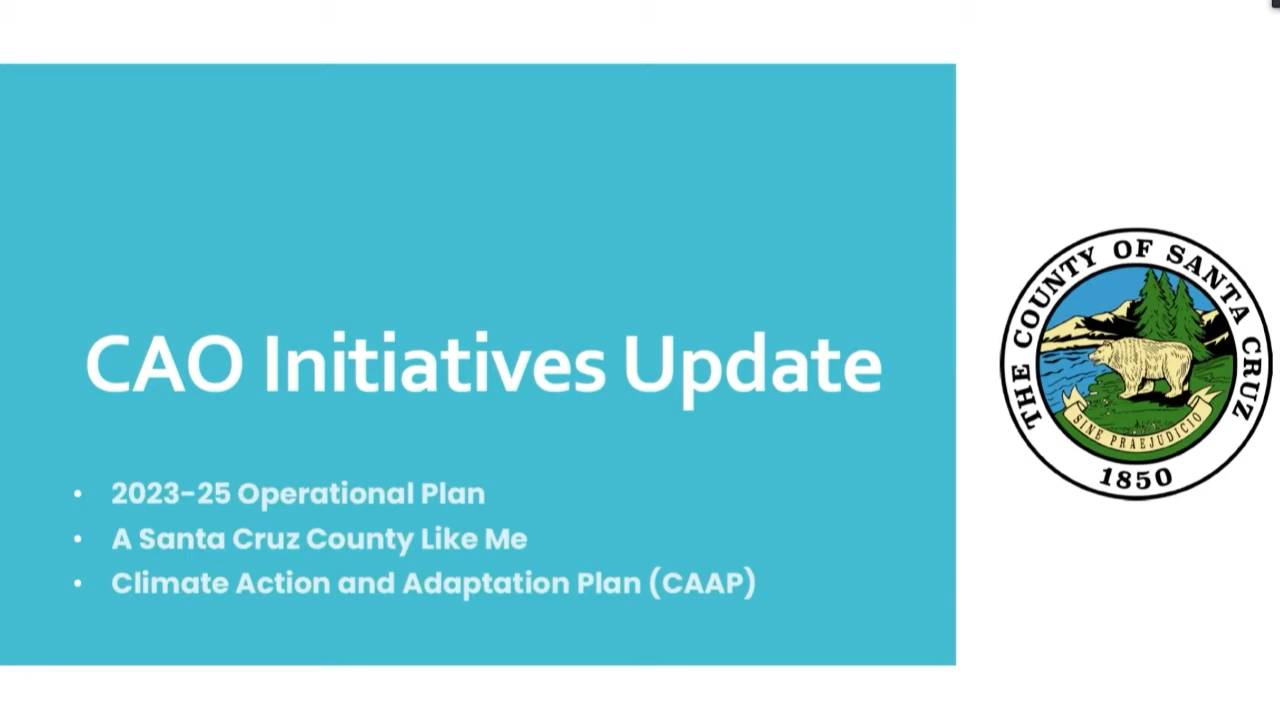 CAO Initiatives Update
• 2023-25 Operational Plan
• A Santa Cruz County Like Me
• Climate Action and Adaptation Plan (CAAP)
THE COUNTY OF SANTA CRUZ
SINE PRAEJUDICIO
1850